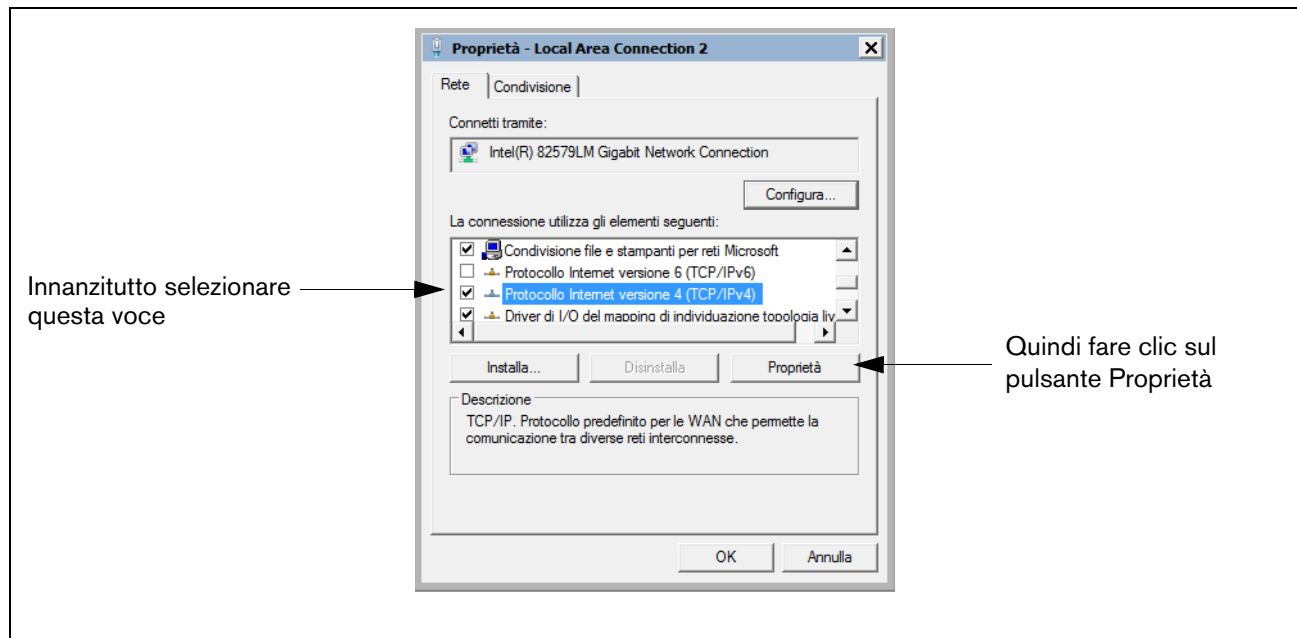 Proprietà - Local Area Connection 2
Rete
Condivisione
Connetti tramite:
Intel(R) 82579LM Gigabit Network Connection
Configura...
La connessione utilizza gli elementi seguenti:
Condivisione file e stampanti per reti Microsoft
Protocollo Internet versione 6 (TCP/IPv6)
Protocollo Internet versione 4 (TCP/IPv4)
Driver di I/O del mapping di individuazione topologia liv
Innanzitutto selezionare
questa voce
Installa...
Disinstalla
Proprietà
Quindi fare clic sul
pulsante Proprietà
Descrizione
TCP/IP. Protocollo predefinito per le WAN che permette la
comunicazione tra diverse reti interconnesse.
OK
Annulla